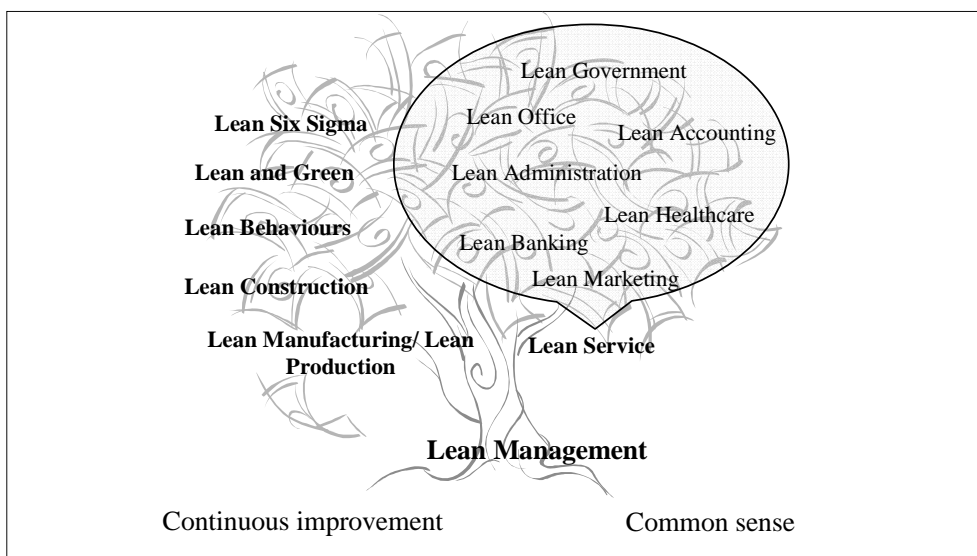 Lean Government
Lean Office
Lean Six Sigma
Lean Accounting
Lean and Green
Lean Administration
Lean Healthcare
Lean Behaviours
Lean Banking
Lean Construction
Lean Marketing
Lean Manufacturing/ Lean
Production
Lean Service
Lean Management
Continuous improvement
Common sense